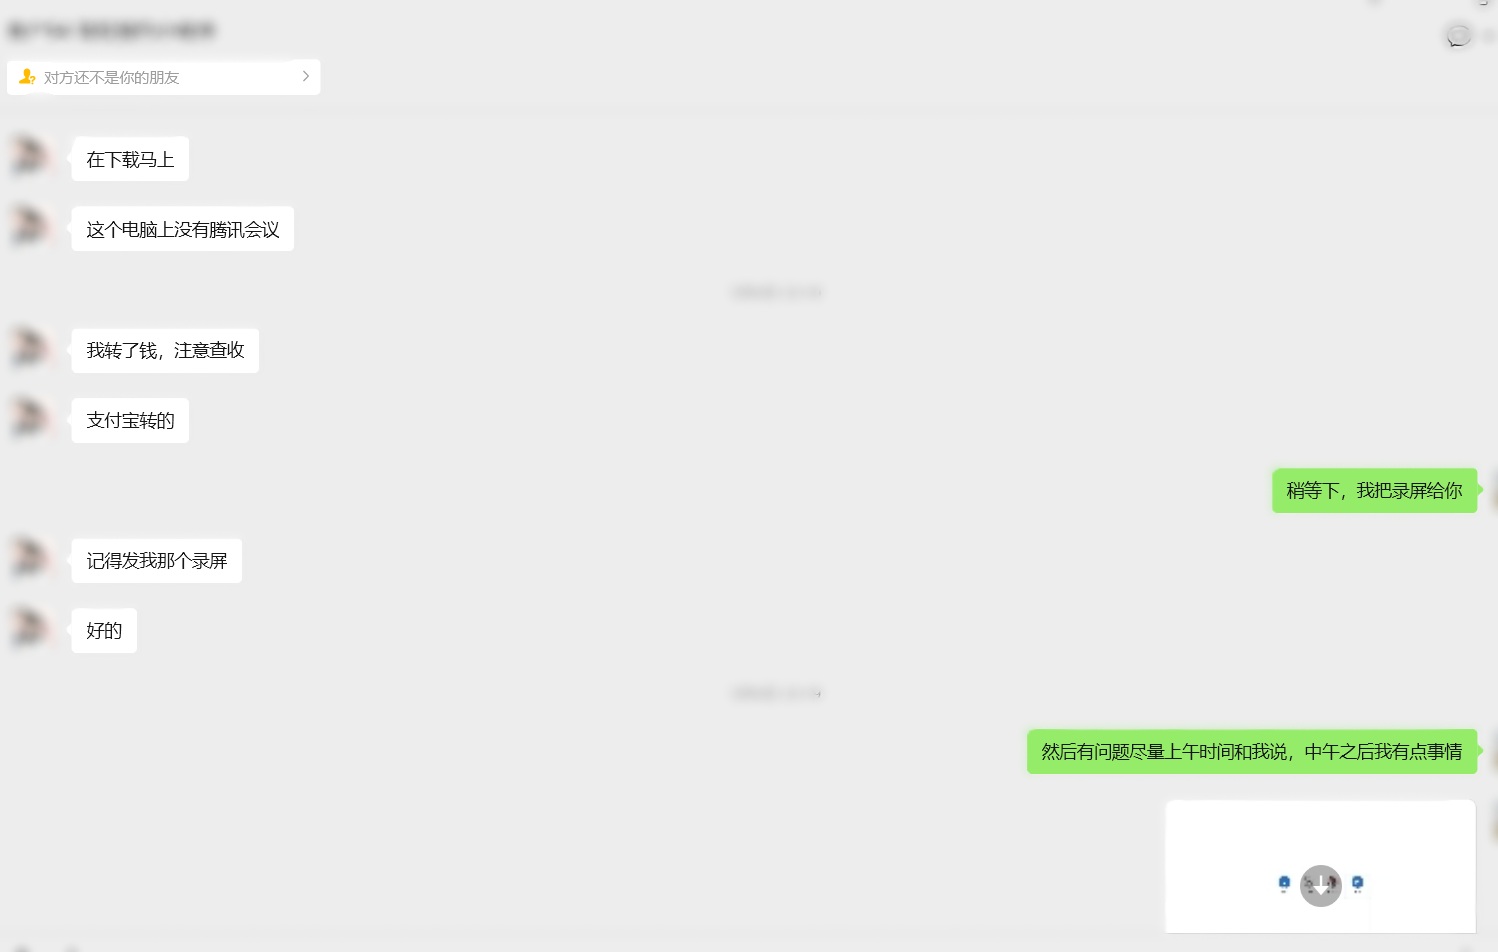 对方还不是你的朋友
在下载马上
这个电脑上没有腾讯会议
我转了钱，注意查收
支付宝转的
稍等下，我把录屏给你
记得发我那个录屏
好的
然后有问题尽量上午时间和我说，中午之后我有点事情